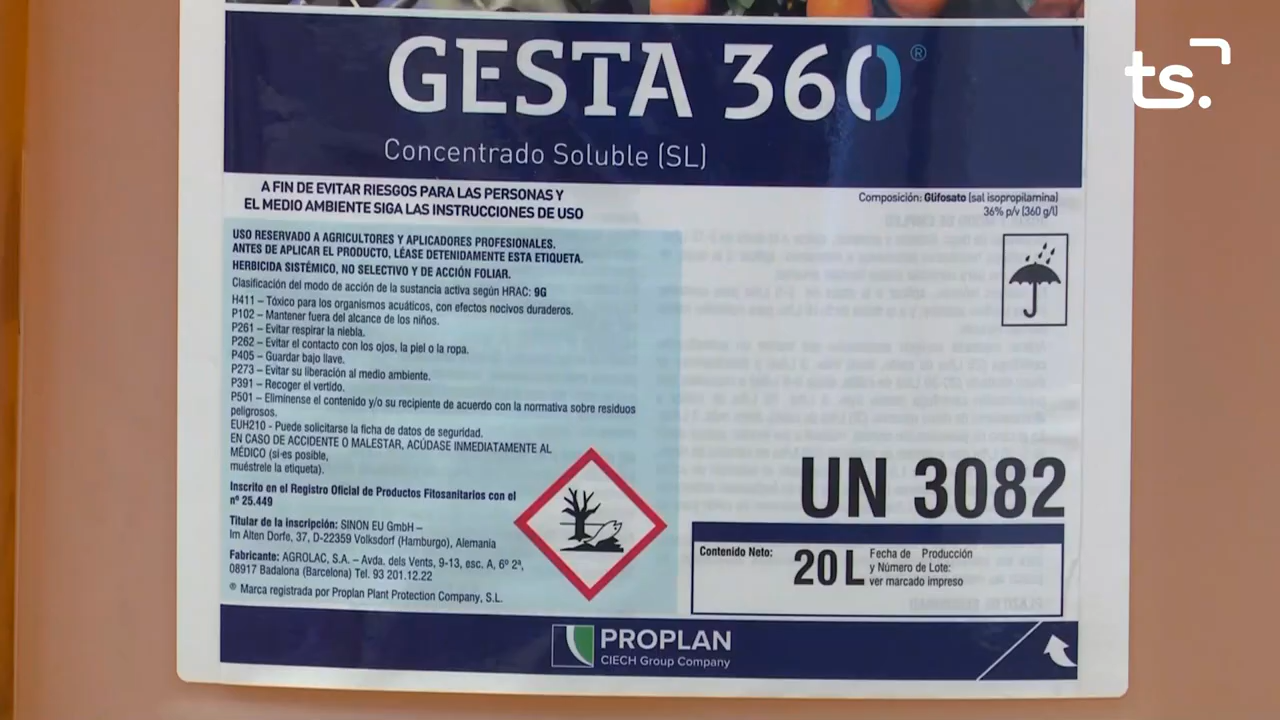 GESTA 360®
ts.
Concentrado Soluble (SL)
A FIN DE EVITAR RIESGOS PARA LAS PERSONAS Y
EL MEDIO AMBIENTE SIGA LAS INSTRUCCIONES DE USO
Composición: Glifosato (sal isopropilamina)
36% p/v (360 g/l)
USO RESERVADO A AGRICULTORES Y APLICADORES PROFESIONALES.
ANTES DE APLICAR EL PRODUCTO, LÉASE DETENIDAMENTE ESTA ETIQUETA.
HERBICIDA SISTÉMICO, NO SELECTIVO Y DE ACCIÓN FOLIAR.
Clasificación del modo de acción de la sustancia activa según HRAC: 9G
H411 – Tóxico para los organismos acuáticos, con efectos nocivos duraderos.
P102 – Mantener fuera del alcance de los niños.
P261 – Evitar respirar la niebla.
P262 – Evitar el contacto con los ojos, la piel o la ropa.
P405 – Guardar bajo llave.
P273 – Evitar su liberación al medio ambiente.
P391 – Recoger el vertido.
P501 – Elimínense el contenido y/o su recipiente de acuerdo con la normativa sobre residuos
peligrosos.
EUH210 - Puede solicitarse la ficha de datos de seguridad.
EN CASO DE ACCIDENTE O MALESTAR, ACÚDASE INMEDIATAMENTE AL
MÉDICO (si es posible,
muéstrele la etiqueta).
Inscrito en el Registro Oficial de Productos Fitosanitarios con el
nº 25.449
Titular de la inscripción: SINON EU GmbH –
Im Alten Dorfe, 37, D-22359 Volksdorf (Hamburgo), Alemania
Fabricante: AGROLAC, S.A. – Avda. dels Vents, 9-13, esc. A, 6º 2ª,
08917 Badalona (Barcelona) Tel. 93 201.12.22
® Marca registrada por Proplan Plant Protection Company, S.L.
UN 3082
Contenido Neto: 20 L
Fecha de Producción
y Número de Lote:
ver marcado impreso
PROPLAN
CIECH Group Company